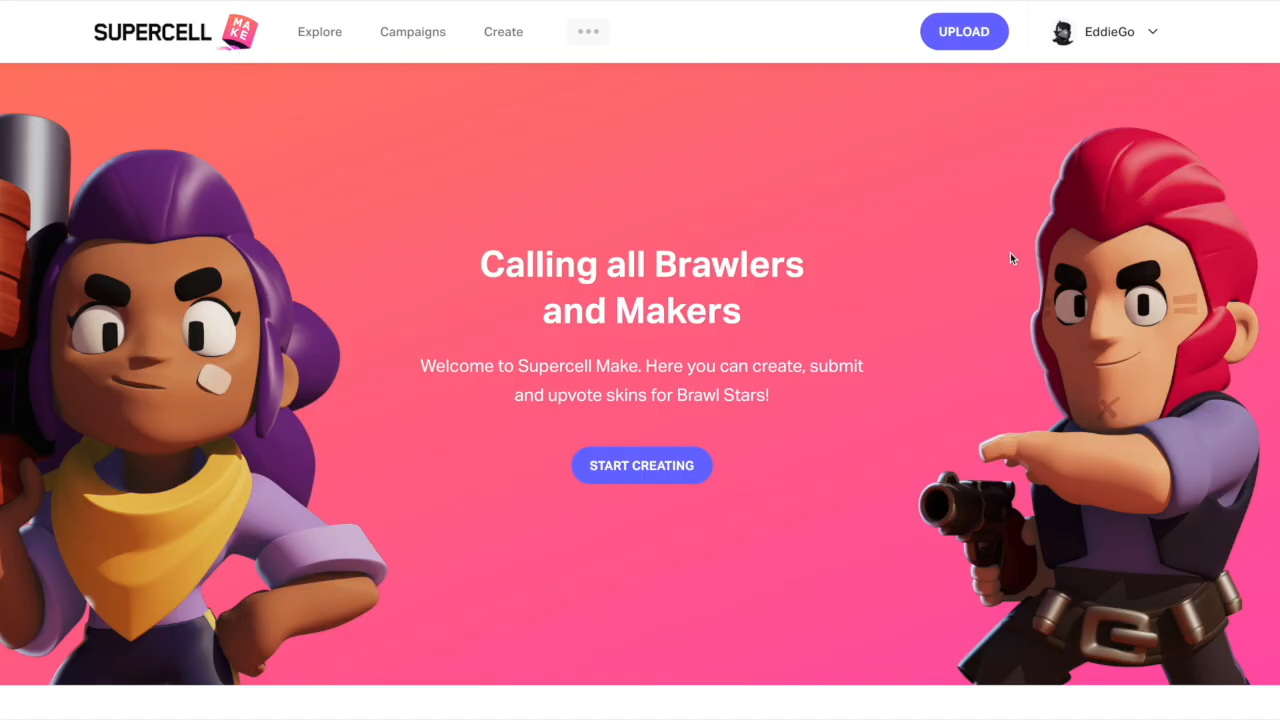 SUPERCELL MAKE Explore Campaigns Create UPLOAD EddieGo
Calling all Brawlers
and Makers
Welcome to Supercell Make. Here you can create, submit
and upvote skins for Brawl Stars!
START CREATING